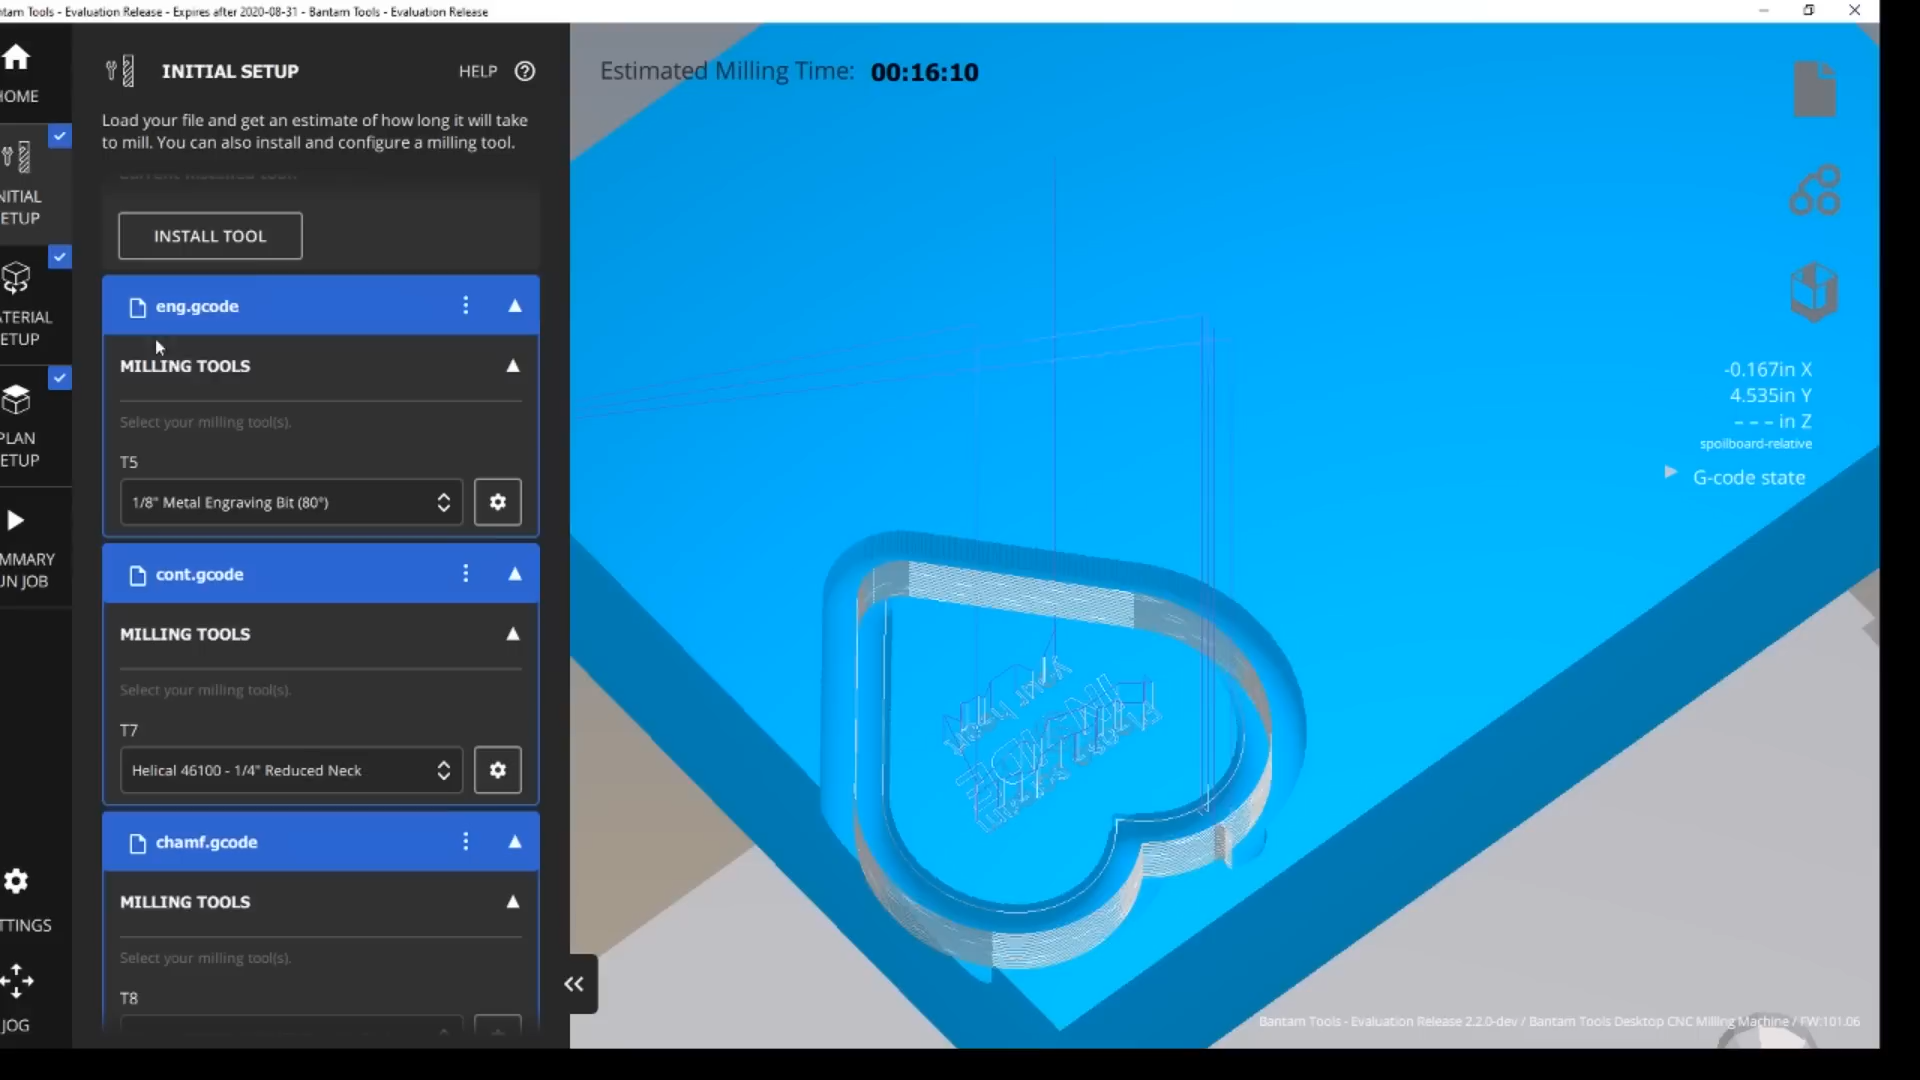 ntam Tools - Evaluation Release - Expires after 2020-08-31 - Bantam Tools - Evaluation Release
OME
NITIAL
ETUP
TERIAL
ETUP
PLAN
ETUP
MMARY
UN JOB
TTINGS
JOG
INITIAL SETUP
HELP
Load your file and get an estimate of how long it will take
to mill. You can also install and configure a milling tool.
INSTALL TOOL
eng.gcode
MILLING TOOLS
Select your milling tool(s).
T5
1/8" Metal Engraving Bit (80°)
cont.gcode
MILLING TOOLS
Select your milling tool(s).
T7
Helical 46100 - 1/4" Reduced Neck
chamf.gcode
MILLING TOOLS
Select your milling tool(s).
T8
Estimated Milling Time: 00:16:10
-0.167in X
4.535in Y
– – – in Z
spoilboard-relative
G-code state
Bantam Tools - Evaluation Release 2.2.0-dev / Bantam Tools Desktop CNC Milling Machine / FW:101.06